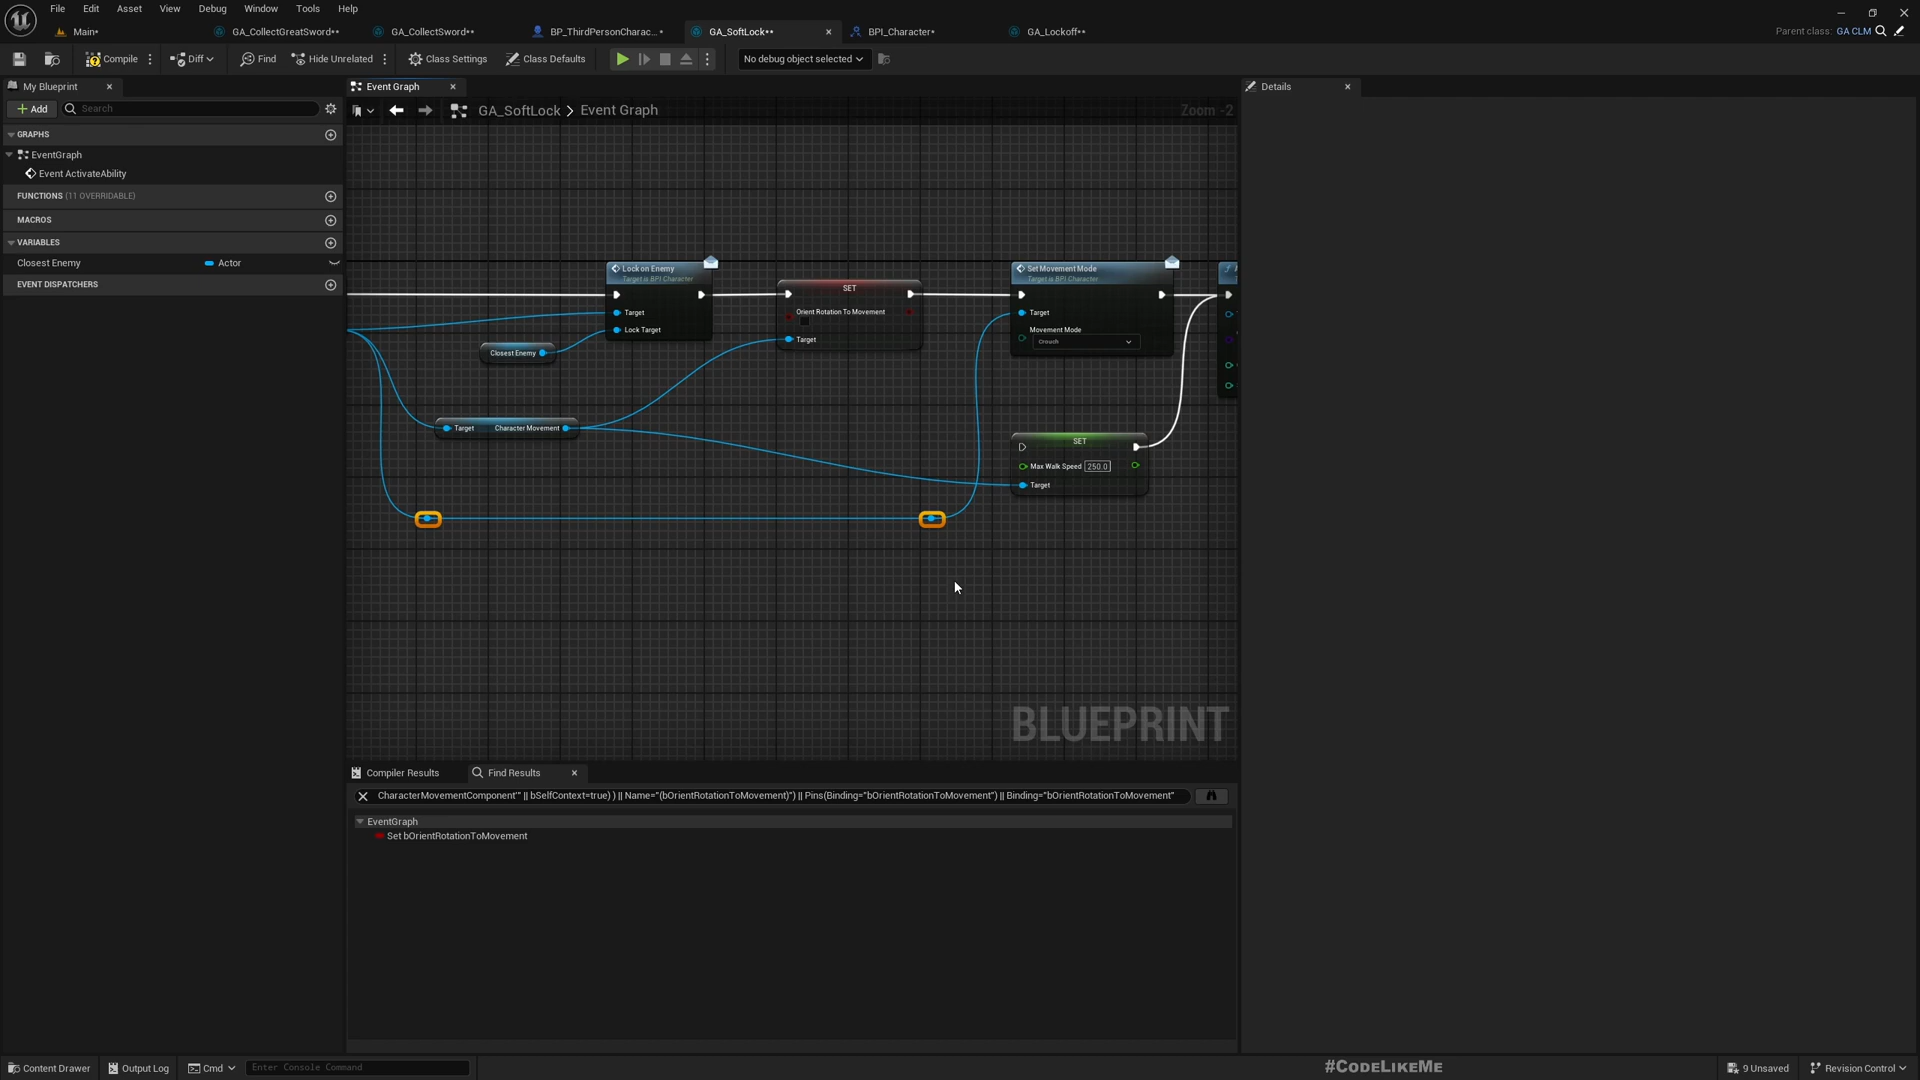 File Edit Asset View Debug Window Tools Help
Main*
GA_CollectGreatSword**
GA_CollectSword**
BP_ThirdPersonCharac...*
GA_SoftLock**
BPI_Character*
GA_Lockoff**
Parent class: GA CLM
Compile
Diff
Find
Hide Unrelated
Class Settings
Class Defaults
No debug object selected
My Blueprint
Add
Search
GRAPHS
EventGraph
Event ActivateAbility
FUNCTIONS (11 OVERRIDABLE)
MACROS
VARIABLES
Closest Enemy Actor
EVENT DISPATCHERS
Event Graph
GA_SoftLock > Event Graph
Zoom -2
Lock on Enemy
Target is BPI Character
Target
Lock Target
Closest Enemy
SET
Orient Rotation To Movement
Target
Set Movement Mode
Target is BPI Character
Target
Movement Mode
Crouch
Target Character Movement
SET
Max Walk Speed 250.0
Target
BLUEPRINT
Details
Compiler Results
Find Results
CharacterMovementComponent'" || bSelfContext=true) ) || Name="(bOrientRotationToMovement)") || Pins(Binding="bOrientRotationToMovement") || Binding="bOrientRotationToMovement"
EventGraph
Set bOrientRotationToMovement
Content Drawer
Output Log
Cmd
Enter Console Command
#CodeLikeMe
9 Unsaved
Revision Control